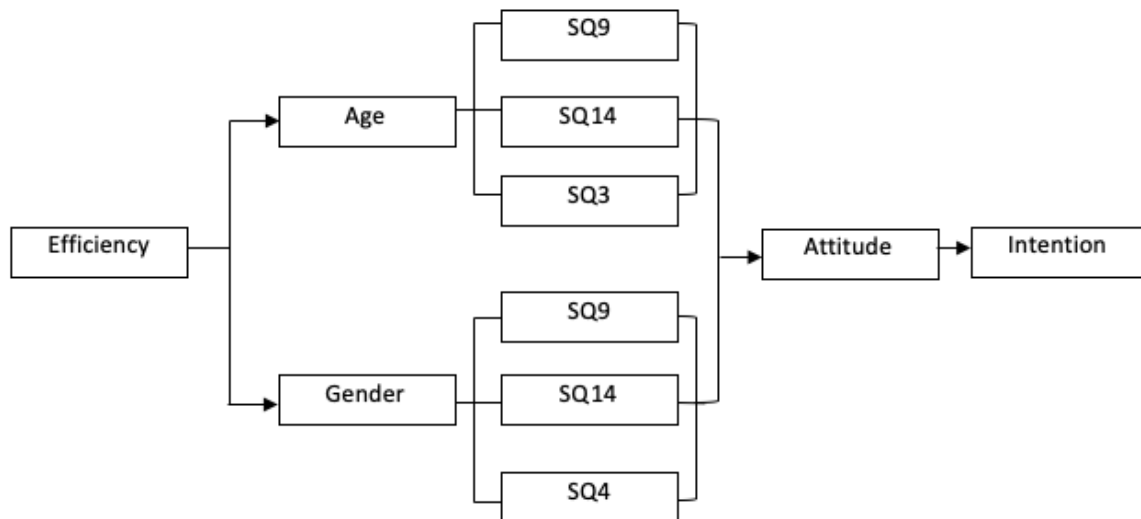 SQ9
Age
SQ14
SQ3
Efficiency
Attitude
Intention
SQ9
Gender
SQ14
SQ4